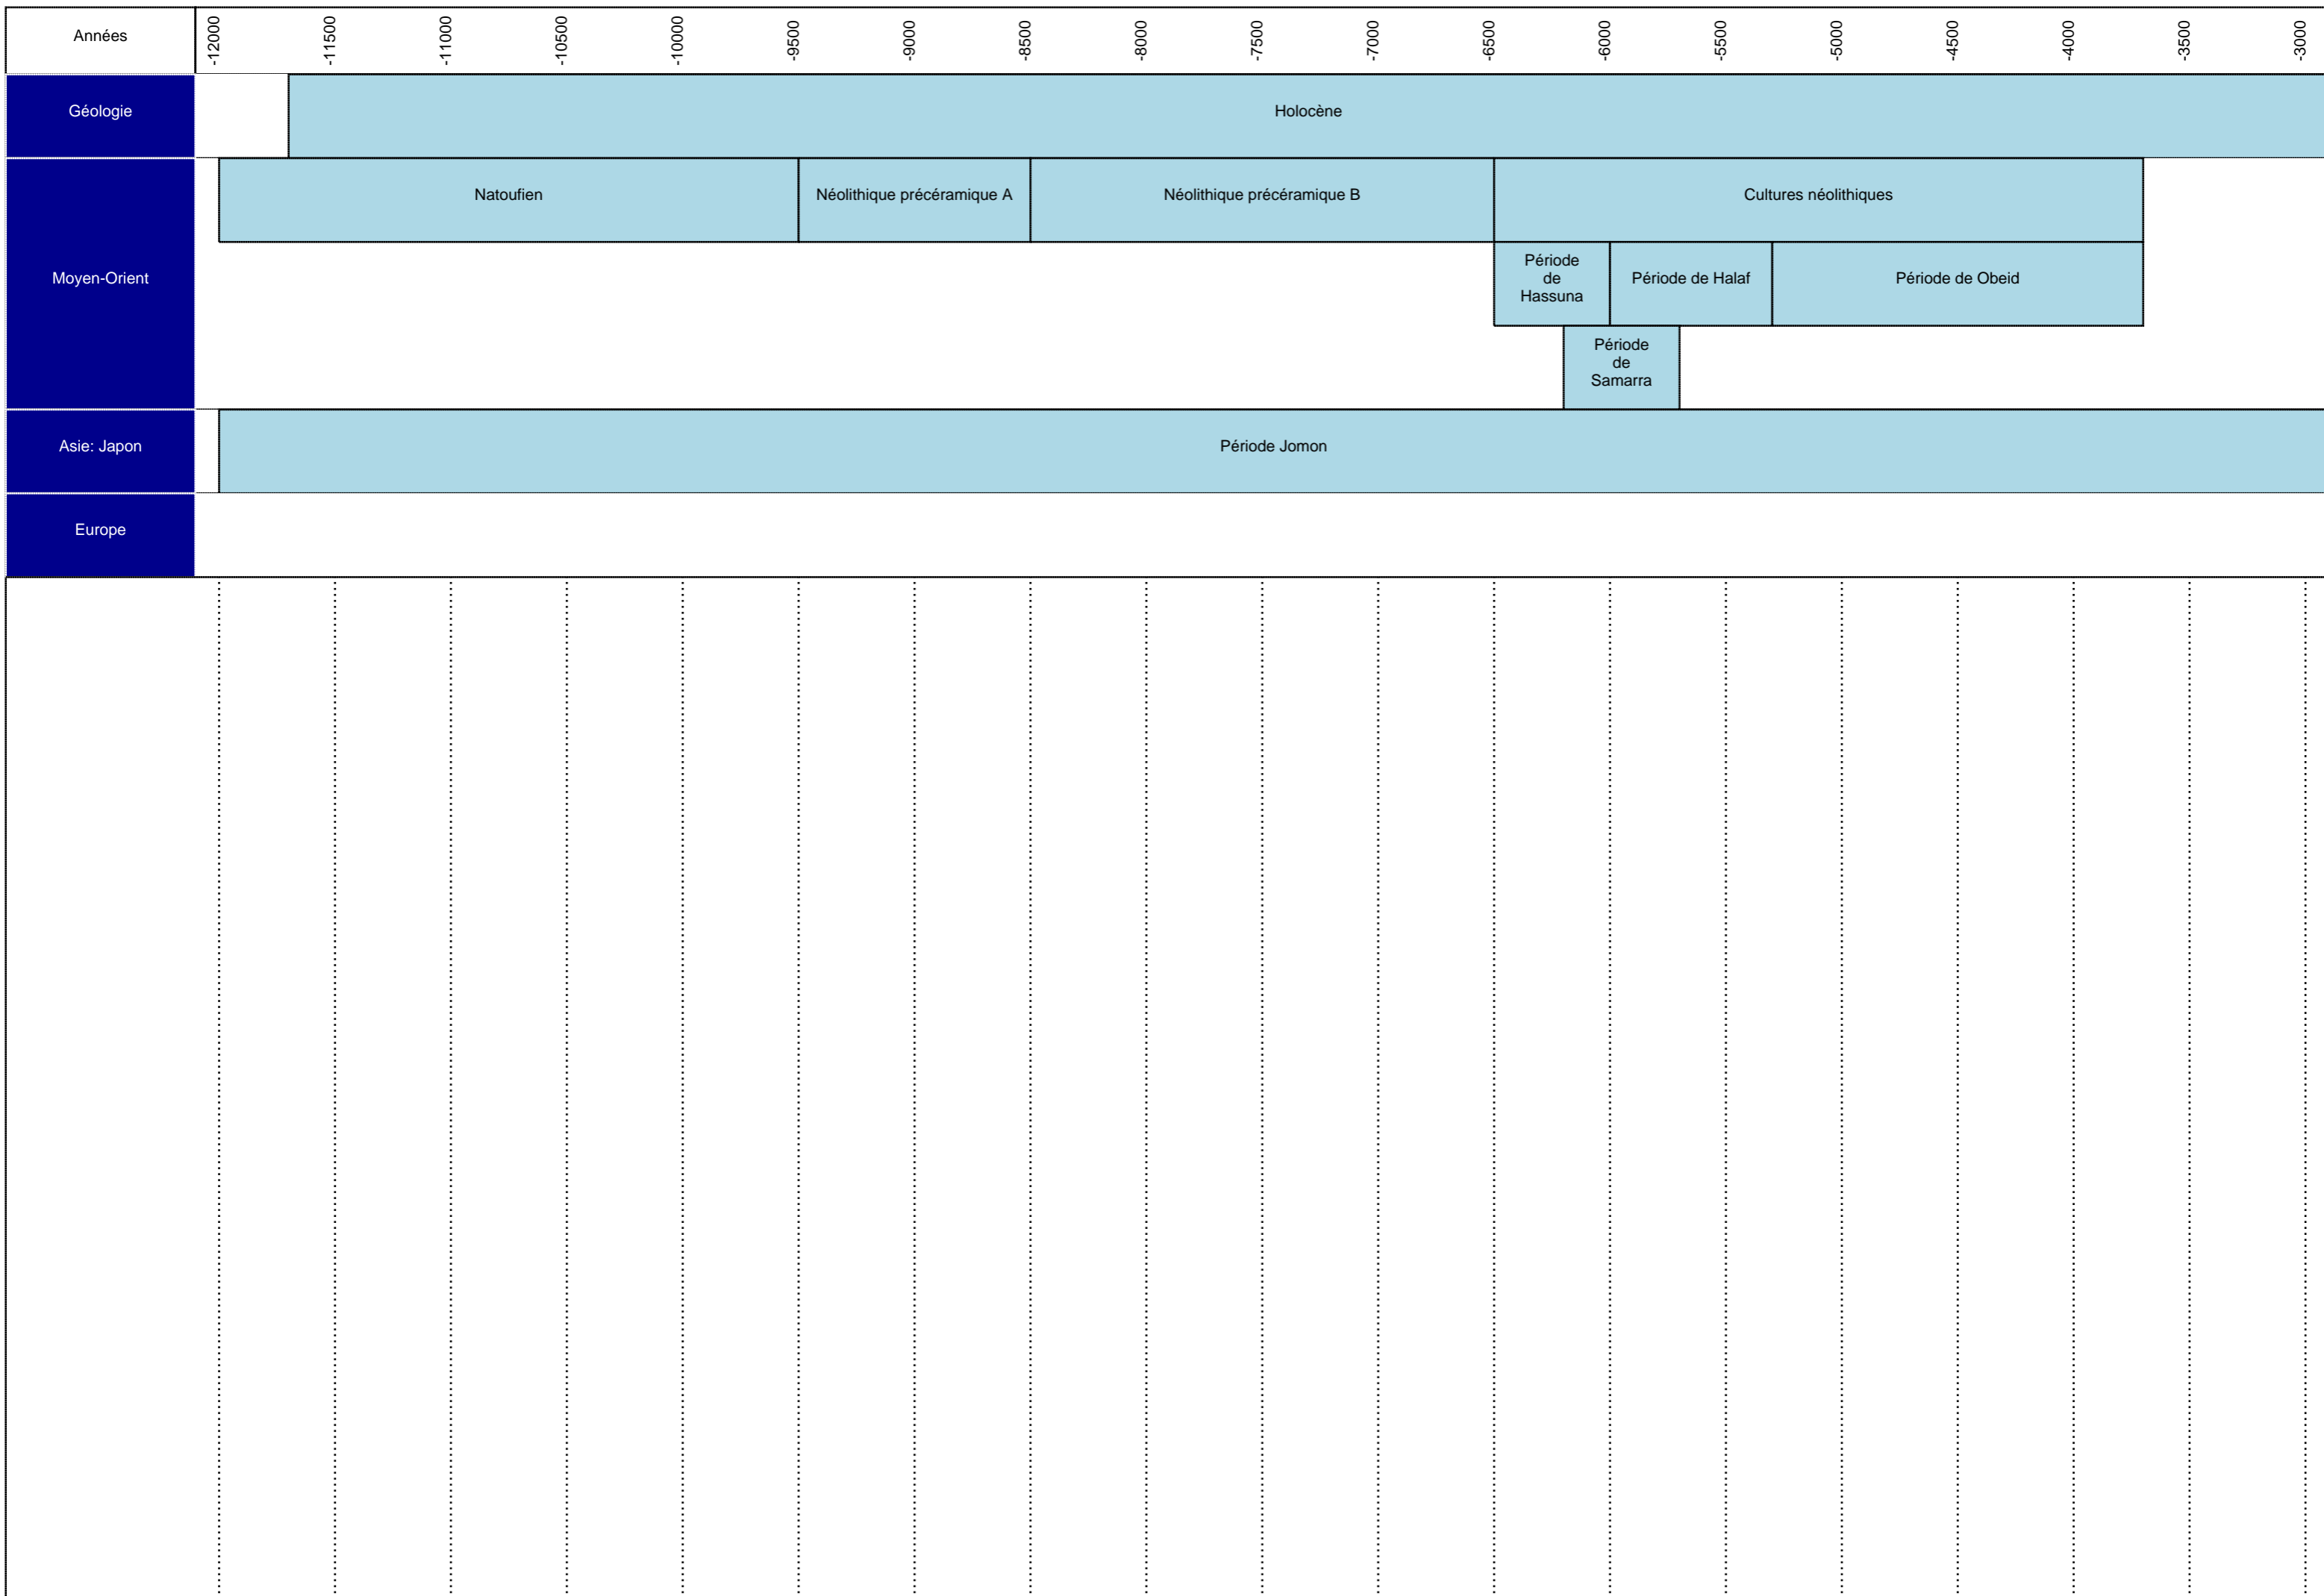 Années
-12000
-11500
-11000
-10500
-10000
-9500
-9000
-8500
-8000
-7500
-7000
-6500
-6000
-5500
-5000
-4500
-4000
-3500
-3000
Géologie
Holocène
Moyen-Orient
Natoufien
Néolithique précéramique A
Néolithique précéramique B
Cultures néolithiques
Période
de
Hassuna
Période de Halaf
Période de Obeid
Période
de
Samarra
Asie: Japon
Période Jomon
Europe